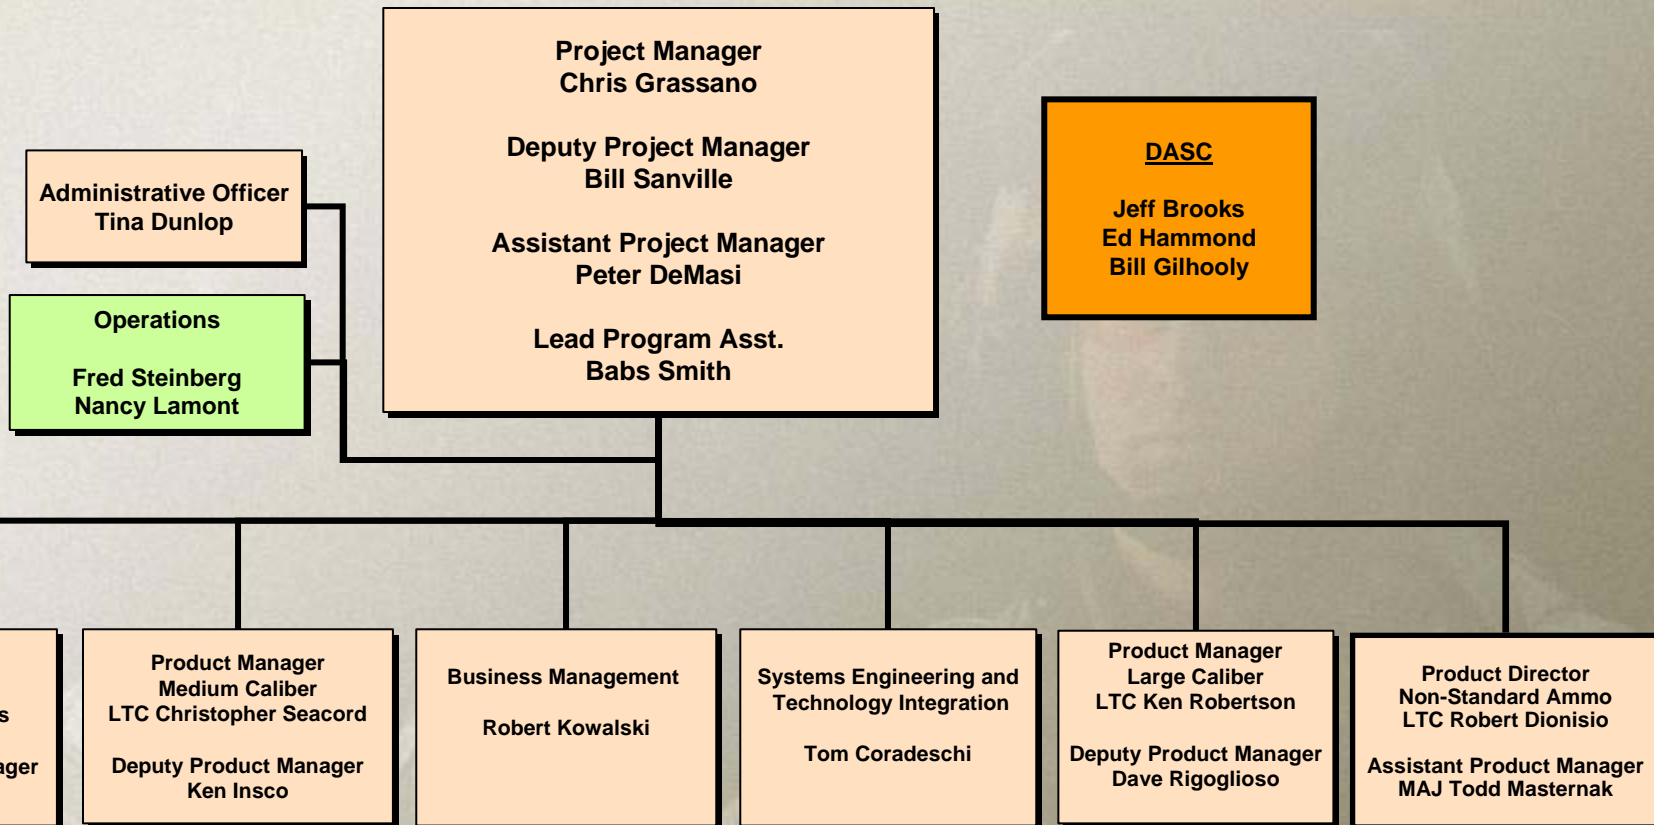 Project Manager
Chris Grassano
Deputy Project Manager
Bill Sanville
Assistant Project Manager
Peter DeMasi
Lead Program Asst.
Babs Smith
DASC
Jeff Brooks
Ed Hammond
Bill Gilhooly
Administrative Officer
Tina Dunlop
Operations
Fred Steinberg
Nancy Lamont
Product Manager
Medium Caliber
LTC Christopher Seacord
Deputy Product Manager
Ken Insco
Business Management
Robert Kowalski
Systems Engineering and
Technology Integration
Tom Coradeschi
Product Manager
Large Caliber
LTC Ken Robertson
Deputy Product Manager
Dave Rigoglioso
Product Director
Non-Standard Ammo
LTC Robert Dionisio
Assistant Product Manager
MAJ Todd Masternak